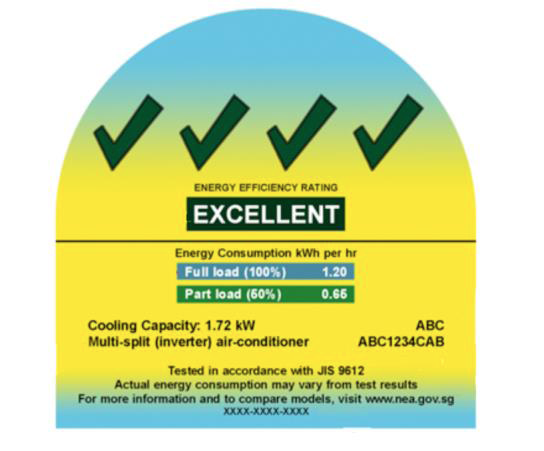 ENERGY EFFICIENCY RATING
EXCELLENT
Energy Consumption kWh per hr
Full load (100%) 1.20
Part load (50%) 0.65
Cooling Capacity: 1.72 kW ABC
Multi-split (inverter) air-conditioner ABC1234CAB
Tested in accordance with JIS 9612
Actual energy consumption may vary from test results
For more information and to compare models, visit www.nea.gov.sg
XXXX-XXXX-XXXX